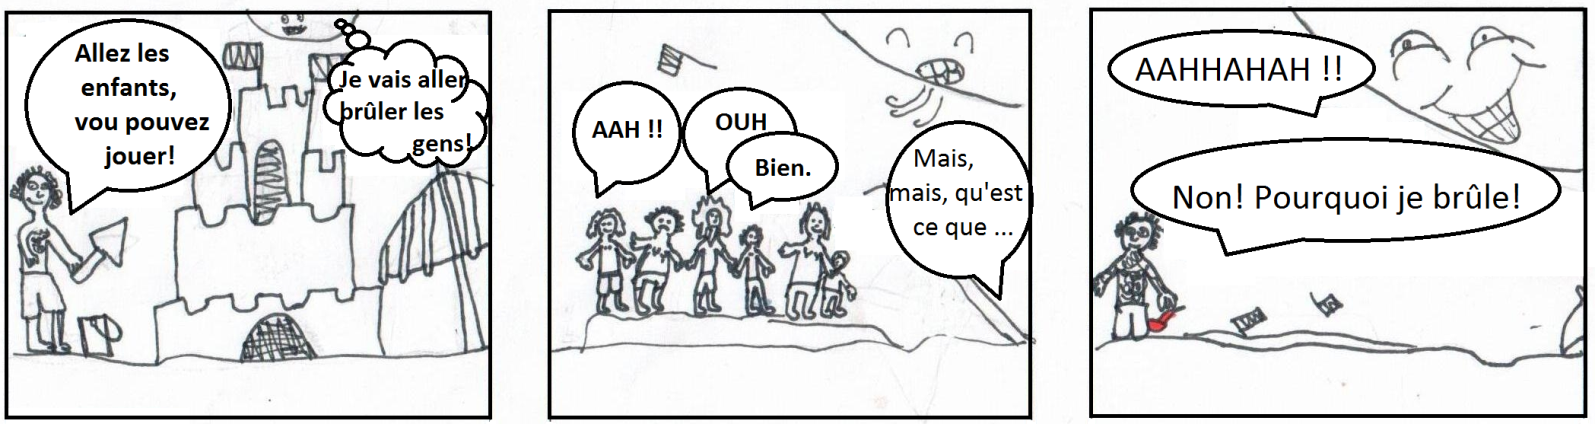 Allez les
enfants,
vou pouvez
jouer!
Je vais aller
brûler les
gens!
AAH !!
OUH
Bien.
Mais,
mais, qu'est
ce que ...
AAHHAHAH !!
Non! Pourquoi je brûle!